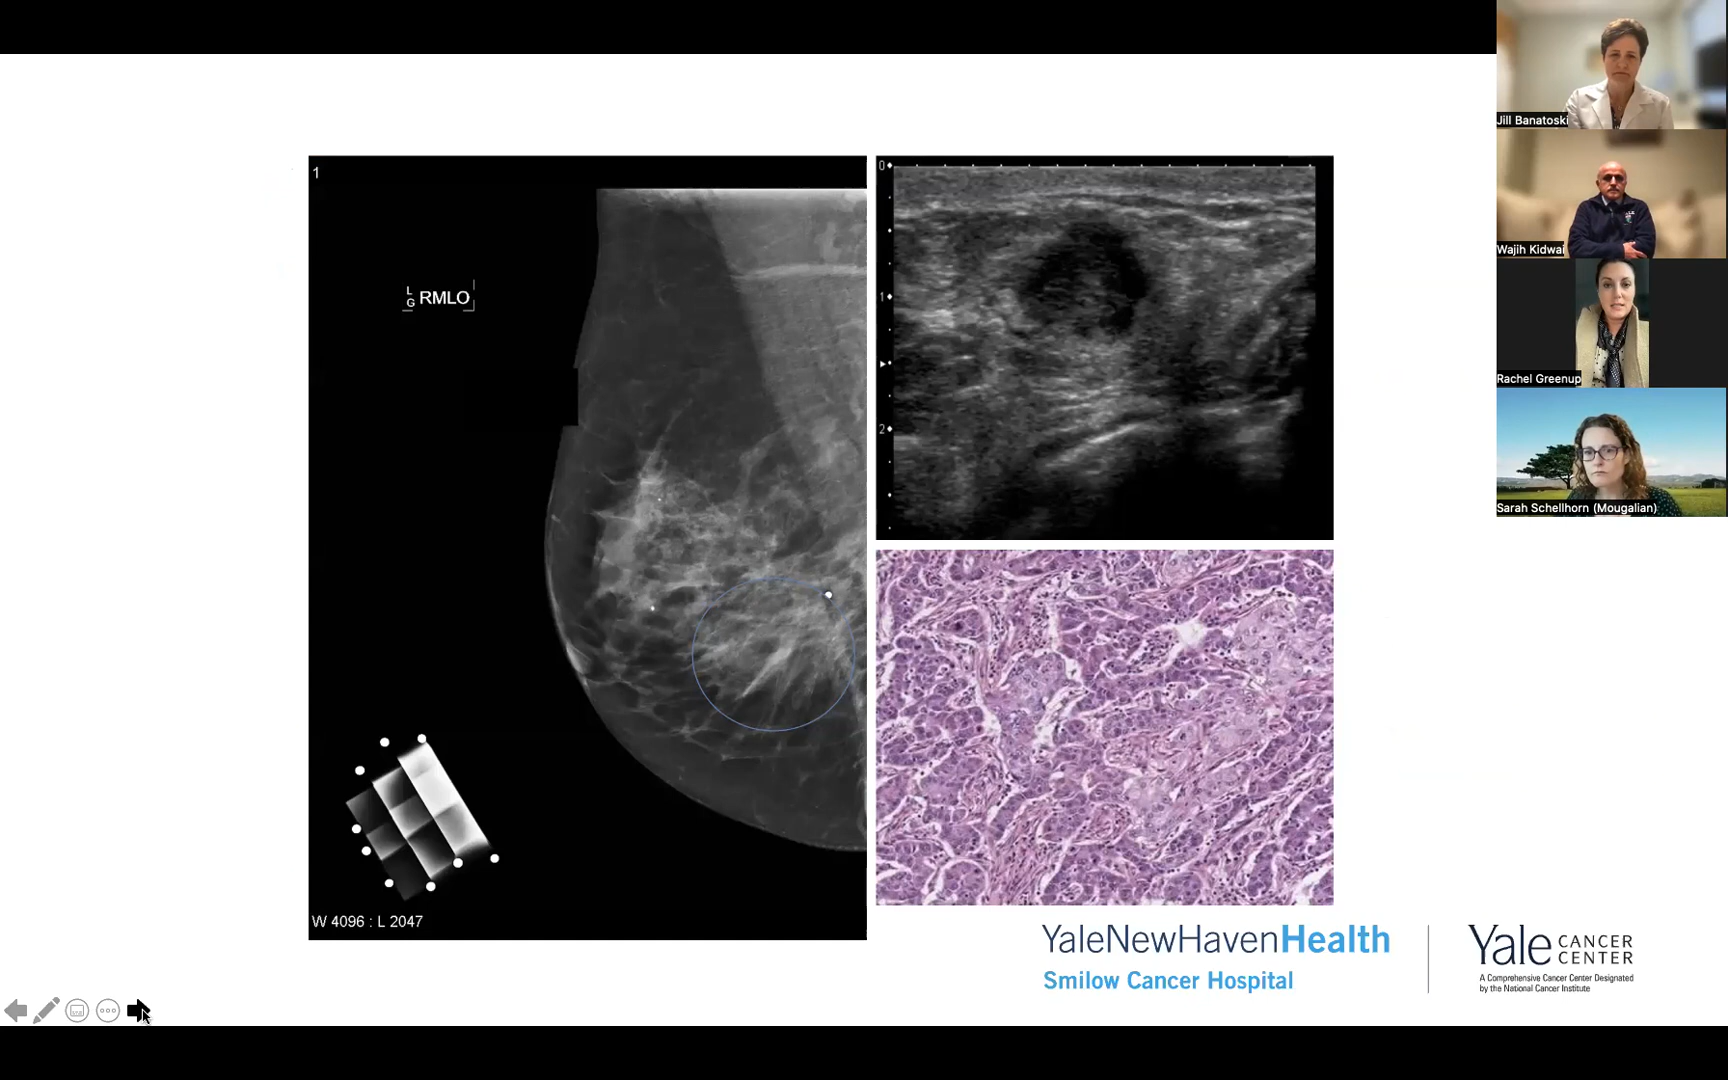 1
L
G RMLO
W 4096 : L 2047
0
1
2
YaleNewHavenHealth
Smilow Cancer Hospital
Yale CANCER
CENTER
A Comprehensive Cancer Center Designated
by the National Cancer Institute
Jill Banatoski
Wajih Kidwai
Rachel Greenup
Sarah Schellhorn (Mougalian)